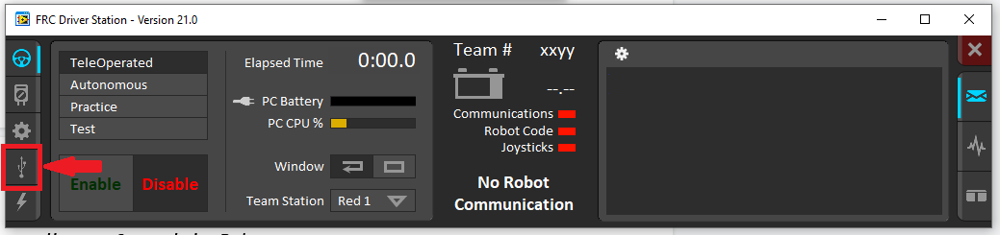 FRC Driver Station - Version 21.0
TeleOperated
Autonomous
Practice
Test
Enable
Disable
Elapsed Time 0:00.0
PC Battery
PC CPU %
Window
Team Station Red 1
Team # xxyy
--.--
Communications
Robot Code
Joysticks
No Robot
Communication